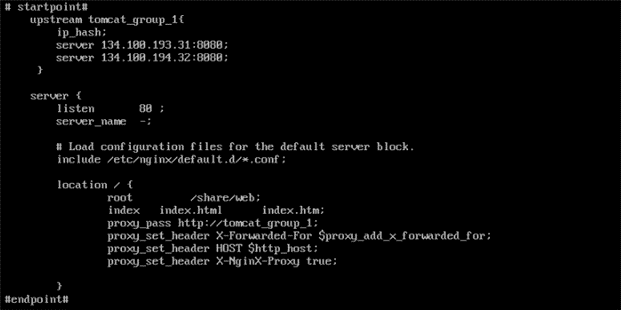 # startpoint#
upstream tomcat_group_1{
ip_hash;
server 134.100.193.31:8080;
server 134.100.194.32:8080;
}
server {
listen 80 ;
server_name -;
# Load configuration files for the default server block.
include /etc/nginx/default.d/*.conf;
location / {
root /share/web;
index index.html index.htm;
proxy_pass http://tomcat_group_1;
proxy_set_header X-Forwarded-For $proxy_add_x_forwarded_for;
proxy_set_header HOST $http_host;
proxy_set_header X-NginX-Proxy true;
}
#endpoint#